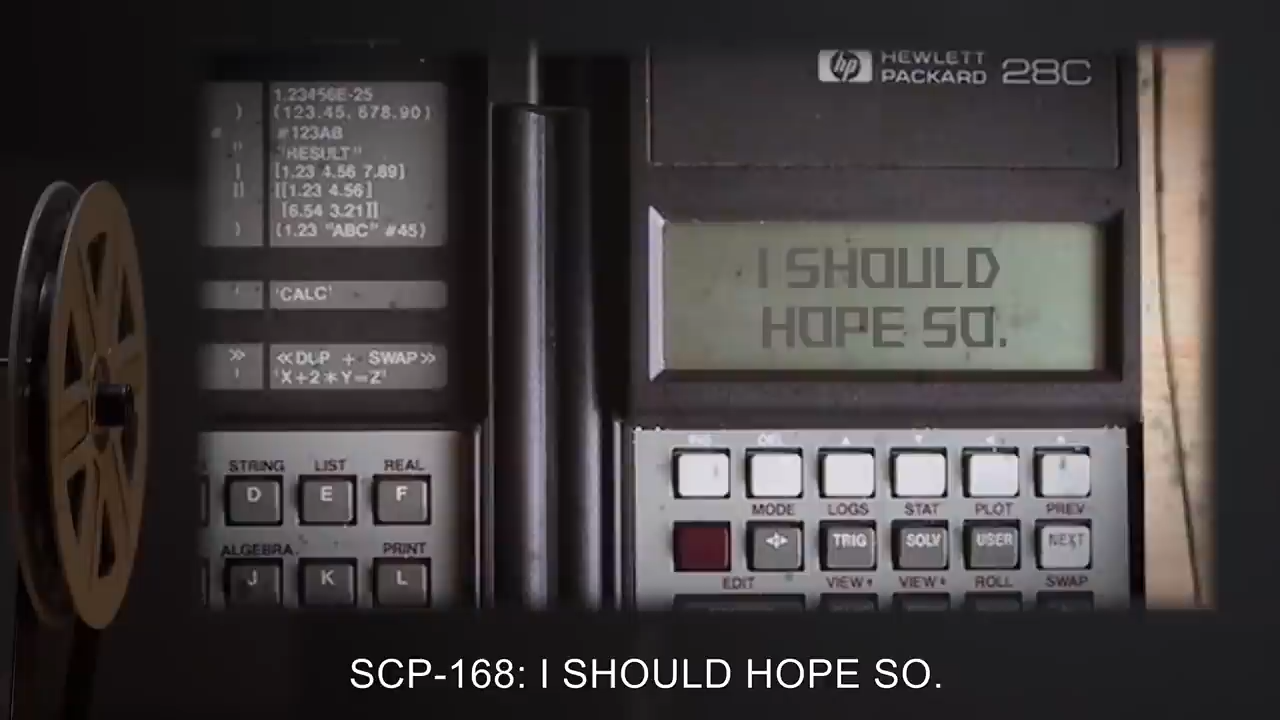 hp HEWLETT PACKARD 28C
1.23456E-25
) (123.45, 678.90)
# #123AB
" "RESULT"
] [1.23 4.56 7.89]
]] [[1.23 4.56]
[6.54 3.21]]
) (1.23 "ABC" #45)
' 'CALC'
» «DUP + SWAP»
' 'X+2*Y=Z'
I SHOULD
HOPE SO.
STRING LIST REAL
D E F
ALGEBRA PRINT
J K L
INS DEL ▲ ▼ ◄ ►
MODE LOGS STAT PLOT PREV
TRIG SOLV USER NEXT
EDIT VIEW▲ VIEW▼ ROLL SWAP
SCP-168: I SHOULD HOPE SO.